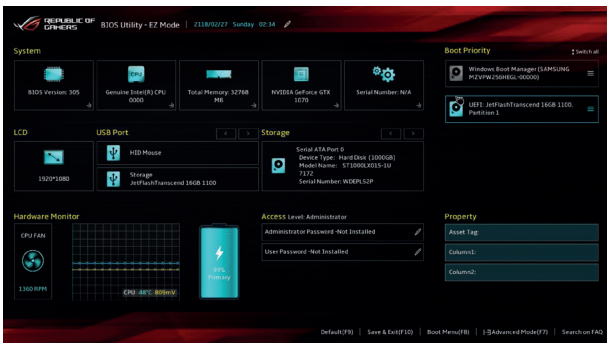 REPUBLIC OF
GAMERS
BIOS Utility - EZ Mode
2118/02/27 Sunday 02:34
System
BIOS Version: 305
CPU
Genuine Intel(R) CPU
0000
Total Memory: 32768
MB
NVIDIA GeForce GTX
1070
Serial Number: N/A
Boot Priority
Switch all
Windows Boot Manager (SAMSUNG
MZVPW256HEGL-00000)
UEFI: JetFlashTranscend 16GB 1100.
Partition 1
LCD
1920*1080
USB Port
HID Mouse
Storage
JetFlashTranscend 16GB 1100
Storage
Serial ATA Port 0
Device Type: Hard Disk (1000GB)
Model Name: ST1000LX015-1U
7172
Serial Number: WDEPLS2P
Hardware Monitor
CPU FAN
1360 RPM
CPU 48°C 809mV
99%
Primary
Access Level: Administrator
Administrator Password -Not Installed
User Password -Not Installed
Property
Asset Tag:
Column1:
Column2:
Default(F9) | Save & Exit(F10) | Boot Menu(F8) | Advanced Mode(F7) | Search on FAQ